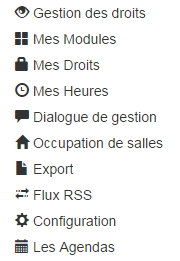 Gestion des droits
Mes Modules
Mes Droits
Mes Heures
Dialogue de gestion
Occupation de salles
Export
Flux RSS
Configuration
Les Agendas